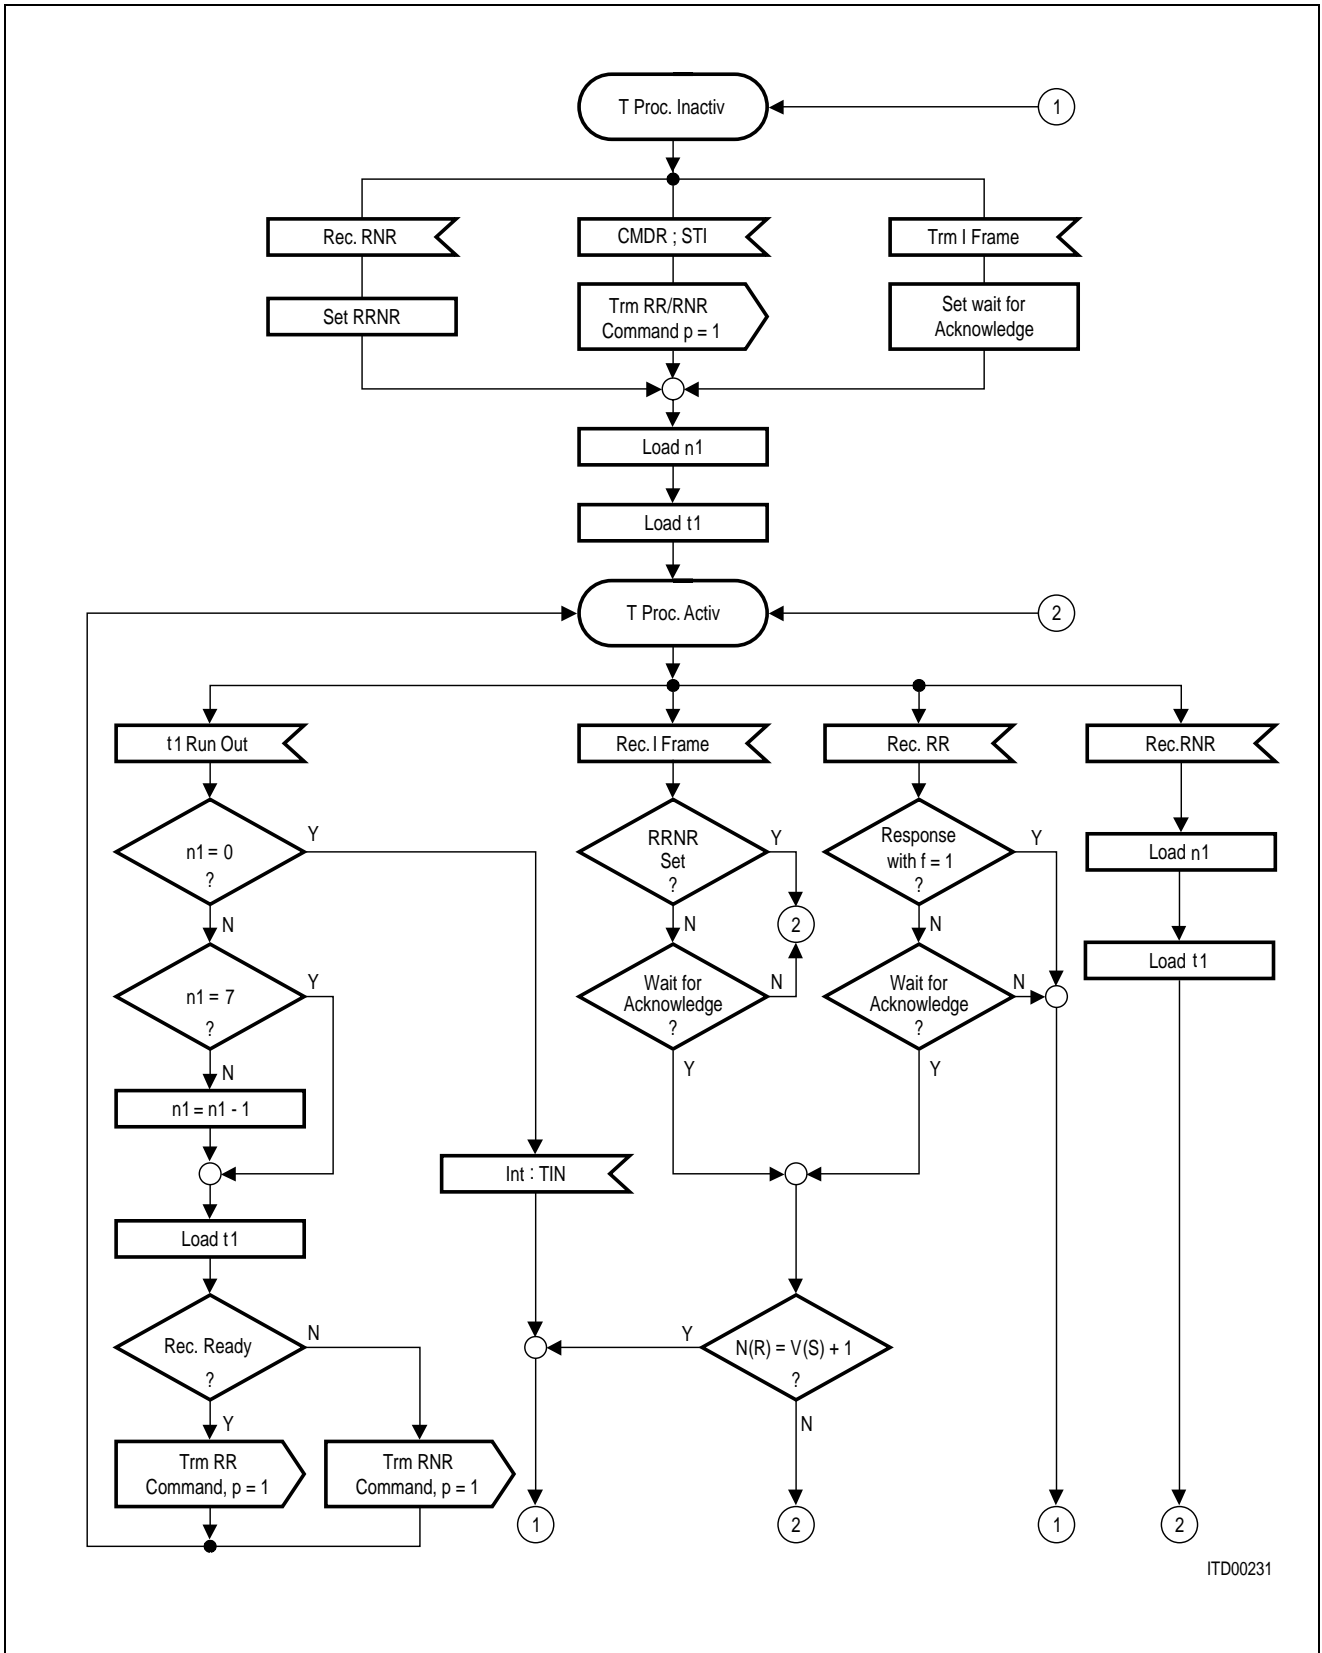 T Proc. Inactiv
1
Rec. RNR
CMDR ; STI
Trm I Frame
Set RRNR
Trm RR/RNR
Command p = 1
Set wait for
Acknowledge
Load n1
Load t1
T Proc. Activ
2
t1 Run Out
Rec. I Frame
Rec. RR
Rec.RNR
n1 = 0
?
Y
N
RRNR
Set
?
Y
N
2
Response
with f = 1
?
Y
N
Load n1
n1 = 7
?
Y
N
Wait for
Acknowledge
?
N
Y
Wait for
Acknowledge
?
N
Y
Load t1
n1 = n1 - 1
Int : TIN
Load t1
Rec. Ready
?
N
Y
N(R) = V(S) + 1
?
Y
N
Trm RR
Command, p = 1
Trm RNR
Command, p = 1
1
2
1
2
ITD00231